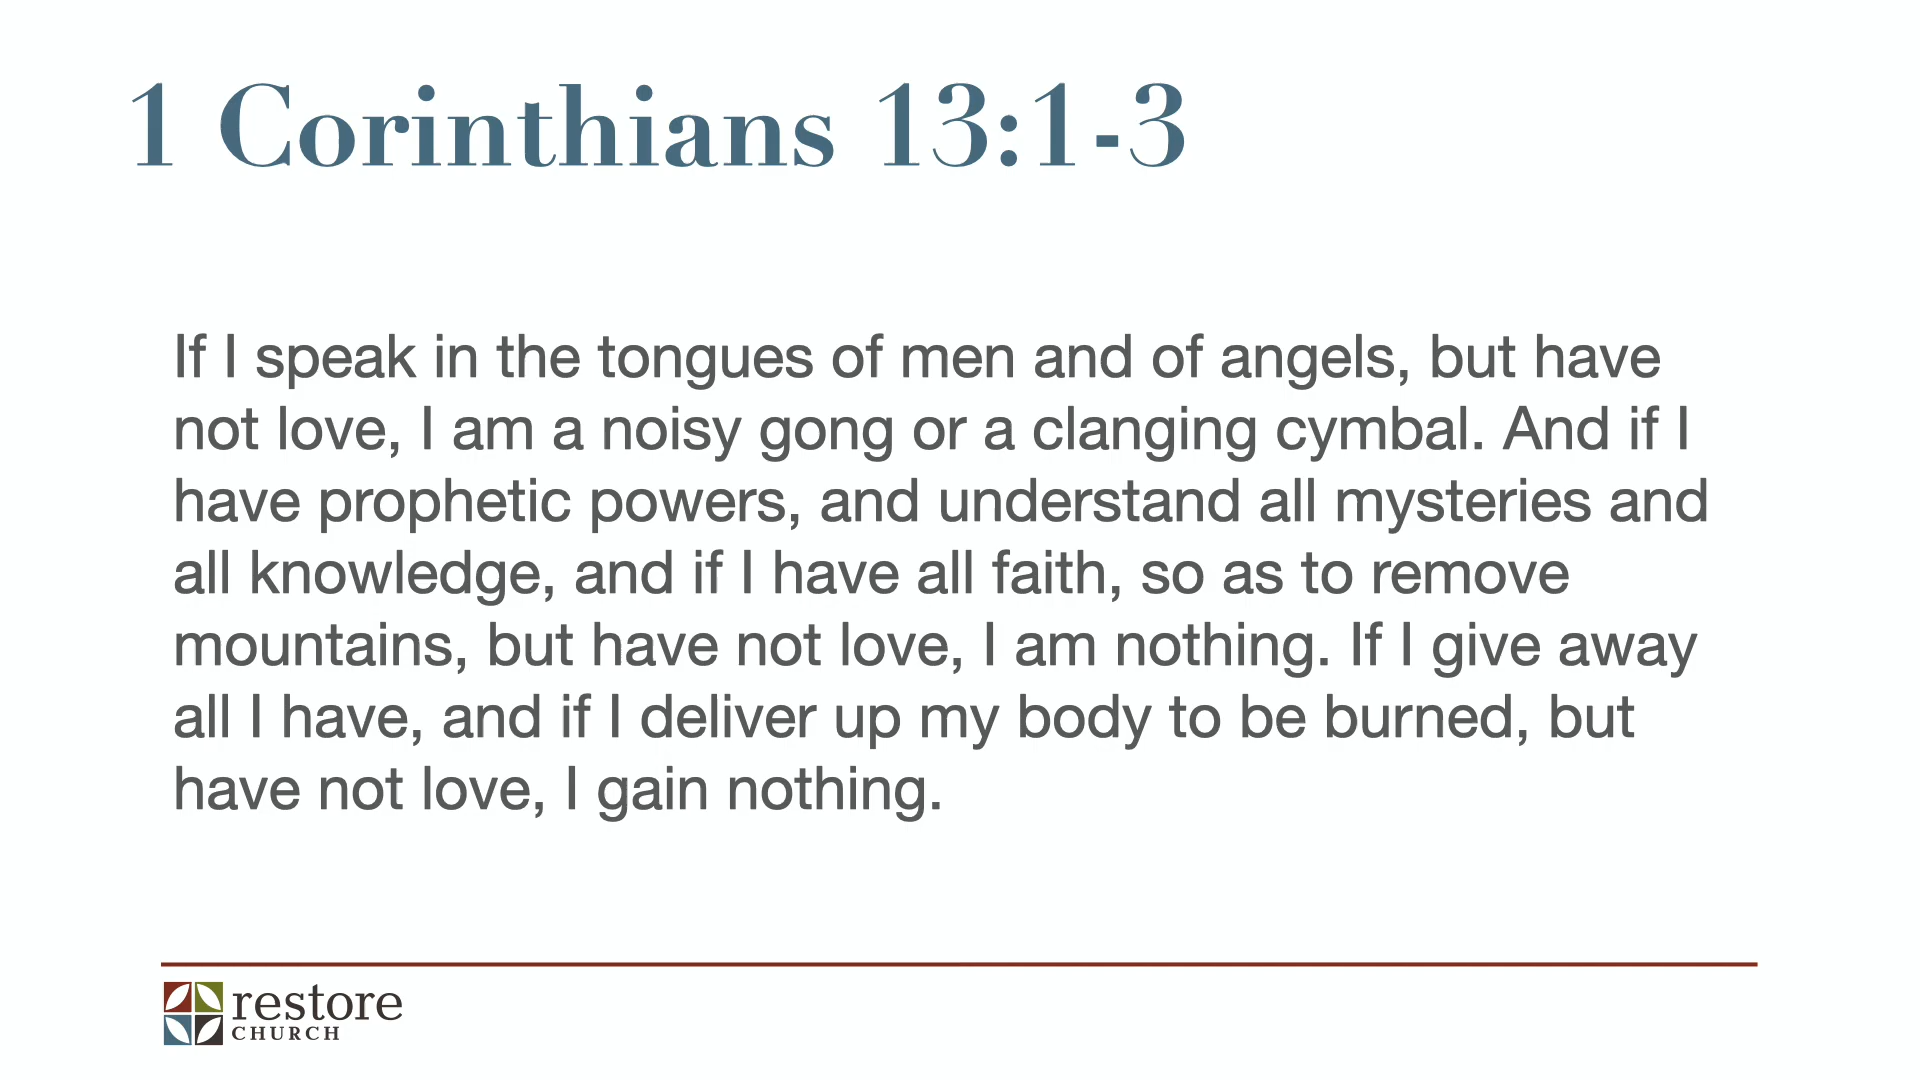 1 Corinthians 13:1-3
If I speak in the tongues of men and of angels, but have
not love, I am a noisy gong or a clanging cymbal. And if I
have prophetic powers, and understand all mysteries and
all knowledge, and if I have all faith, so as to remove
mountains, but have not love, I am nothing. If I give away
all I have, and if I deliver up my body to be burned, but
have not love, I gain nothing.
restore
CHURCH